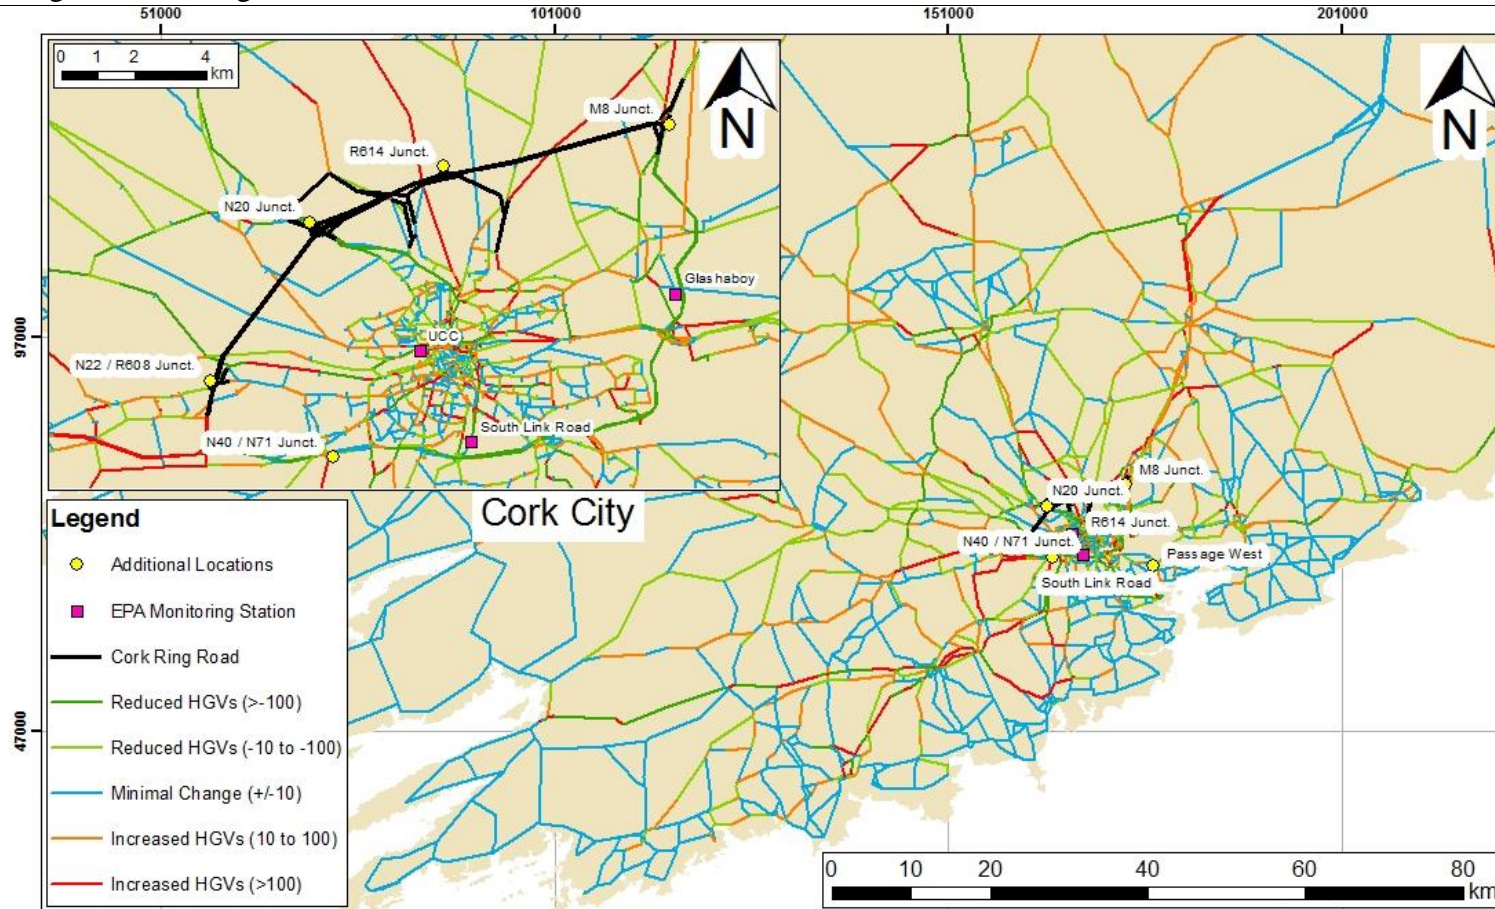 51000 101000 151000 201000
97000
47000
0 1 2 4
km
N
N
M8 Junct.
R614 Junct.
N20 Junct.
Glashaboy
UCC
N22 / R608 Junct.
South Link Road
N40 / N71 Junct.
Cork City
M8 Junct.
N20 Junct.
R614 Junct.
N40 / N71 Junct.
Passage West
South Link Road
Legend
Additional Locations
EPA Monitoring Station
Cork Ring Road
Reduced HGVs (>-100)
Reduced HGVs (-10 to -100)
Minimal Change (+/-10)
Increased HGVs (10 to 100)
Increased HGVs (>100)
0 10 20 40 60 80
km